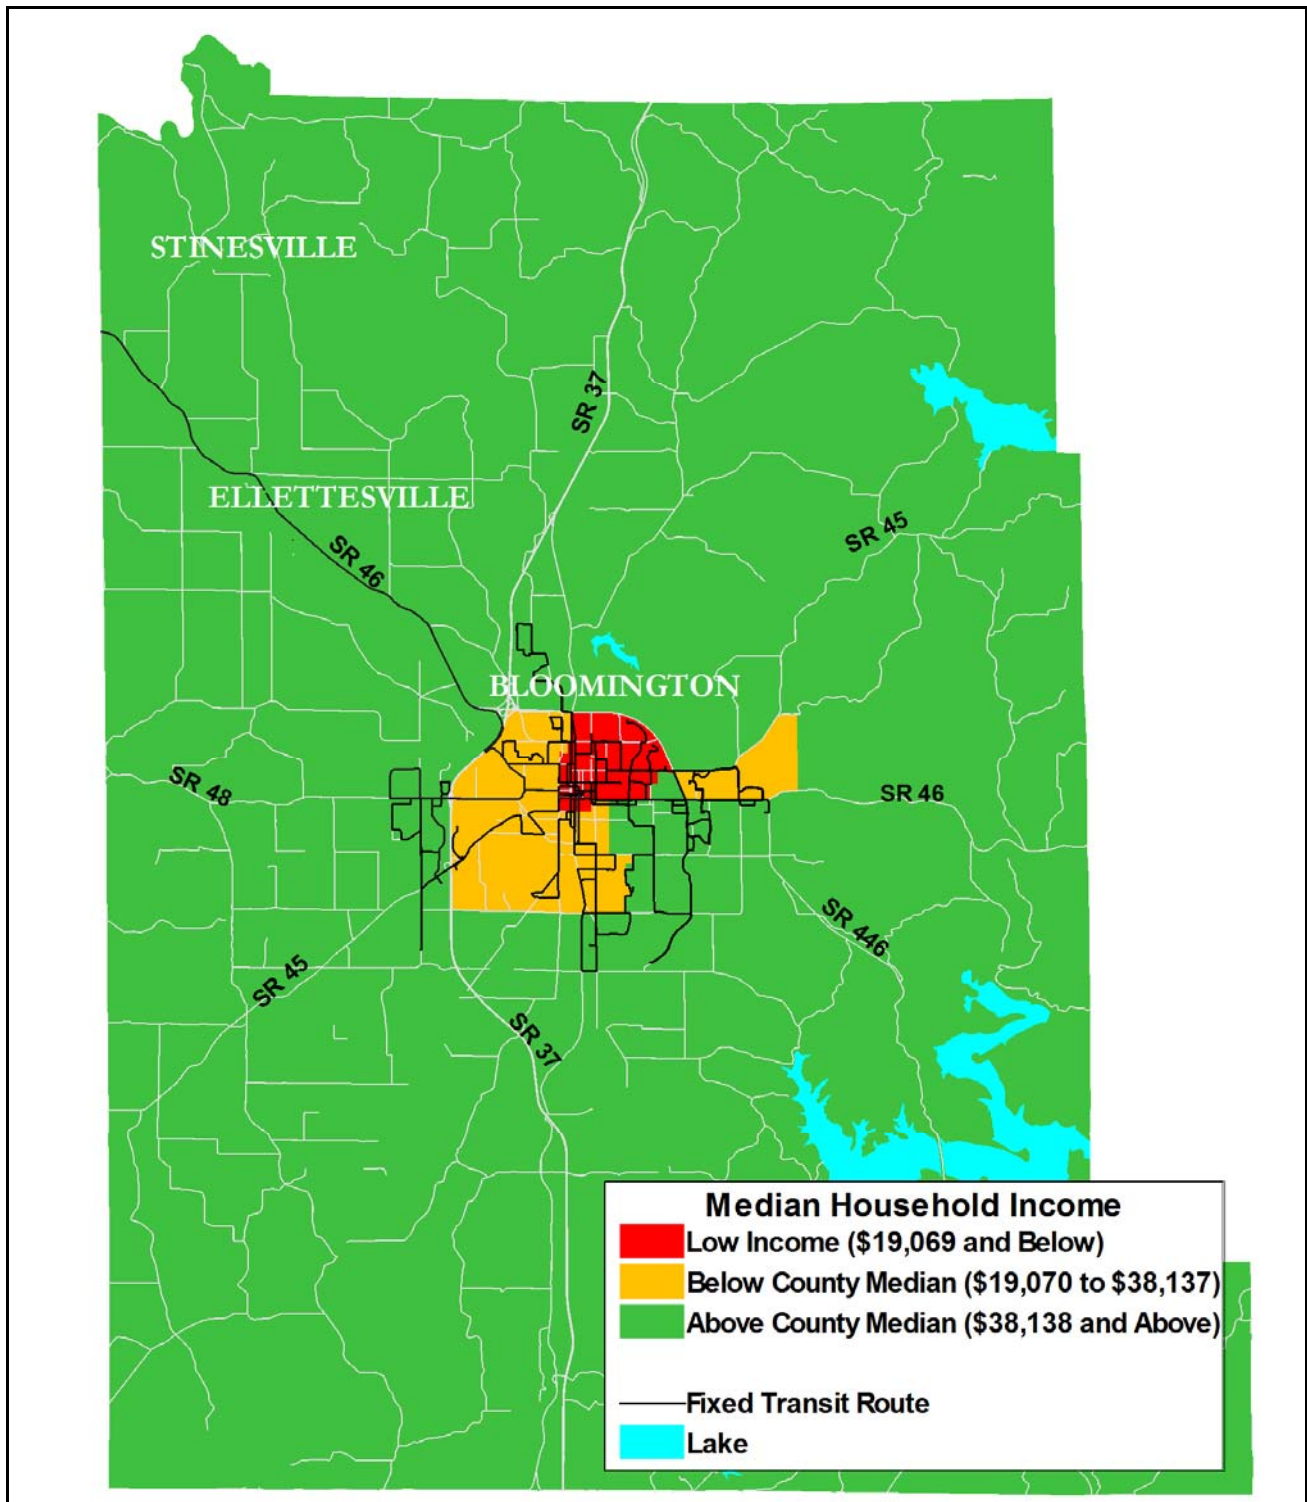 STINESVILLE
SR 37
ELLETTESVILLE
SR 45
SR 46
BLOOMINGTON
SR 48
SR 46
SR 446
SR 45
SR 37
Median Household Income
Low Income ($19,069 and Below)
Below County Median ($19,070 to $38,137)
Above County Median ($38,138 and Above)
Fixed Transit Route
Lake